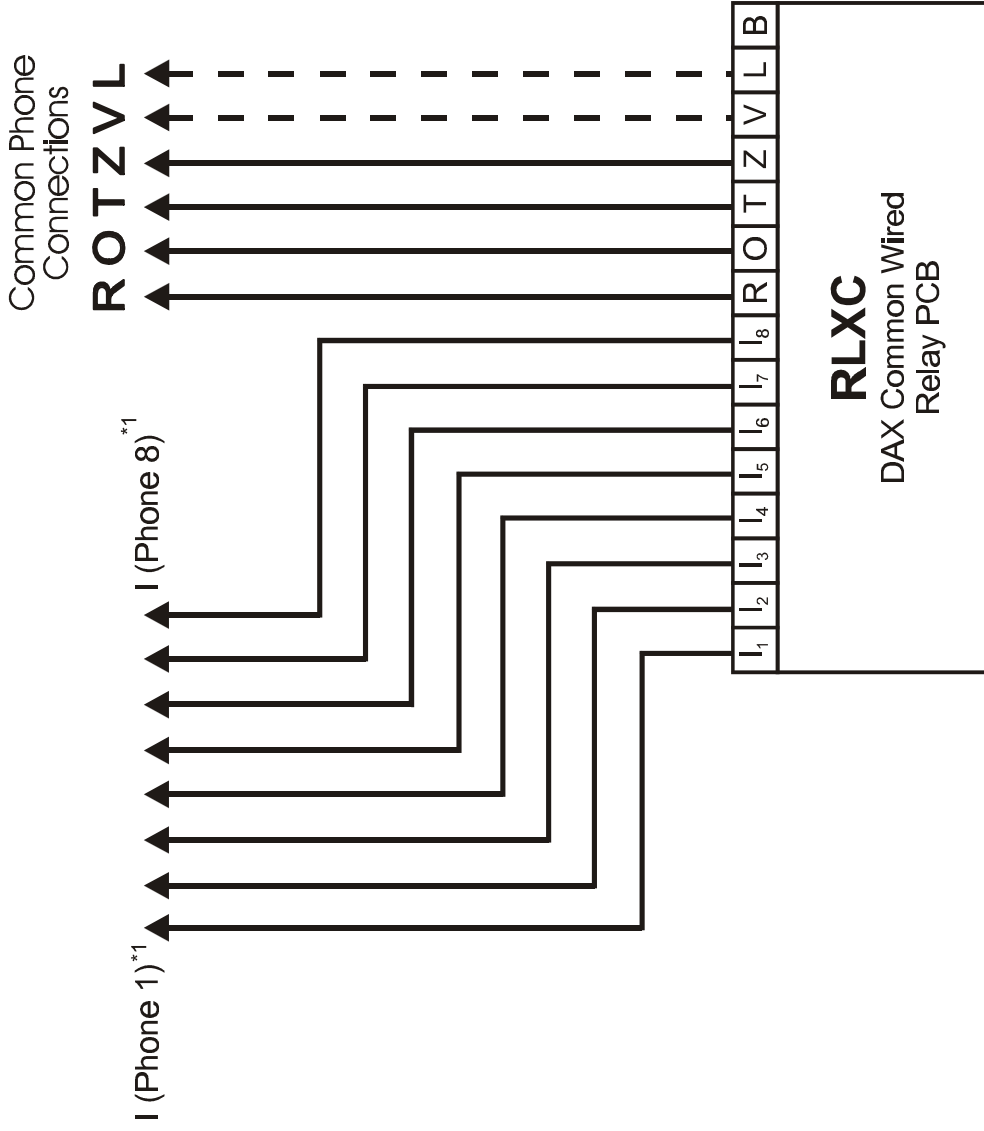 Common Phone
Connections
R O T Z V L
I (Phone 1)*1
I (Phone 8)*1
I1 I2 I3 I4 I5 I6 I7 I8 R O T Z V L B
RLXC
DAX Common Wired
Relay PCB